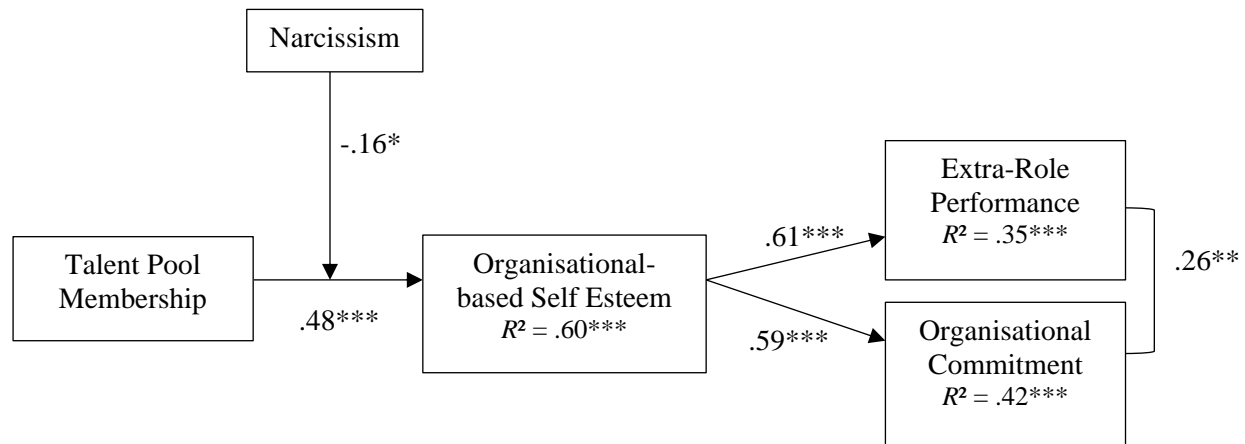 Narcissism
-.16*
Extra-Role
Performance
R² = .35***
.61***
.26**
Talent Pool
Membership
.48***
Organisational-
based Self Esteem
R² = .60***
.59***
Organisational
Commitment
R² = .42***